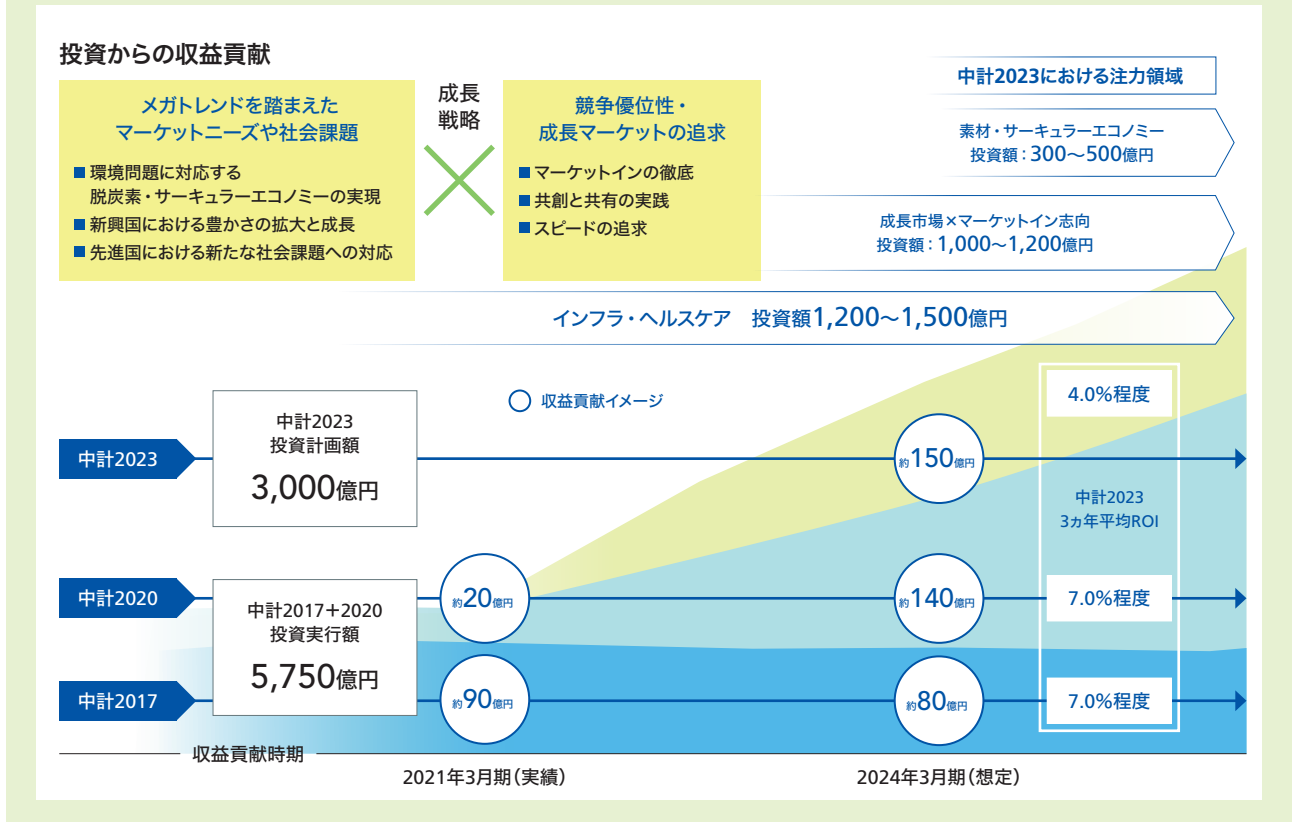 投資からの収益貢献
メガトレンドを踏まえた
マーケットニーズや社会課題
■環境問題に対応する
脱炭素・サーキュラーエコノミーの実現
■新興国における豊かさの拡大と成長
■先進国における新たな社会課題への対応
成長
戦略
競争優位性・
成長マーケットの追求
■マーケットインの徹底
■共創と共有の実践
■スピードの追求
中計2023における注力領域
素材・サーキュラーエコノミー
投資額：300〜500億円
成長市場×マーケットイン志向
投資額：1,000〜1,200億円
インフラ・ヘルスケア　投資額1,200〜1,500億円
収益貢献イメージ
中計2023
中計2023
投資計画額
3,000億円
約150億円
4.0%程度
中計2023
3ヵ年平均ROI
中計2020
中計2017＋2020
投資実行額
5,750億円
約20億円
約140億円
7.0%程度
中計2017
約90億円
約80億円
7.0%程度
収益貢献時期
2021年3月期（実績）
2024年3月期（想定）